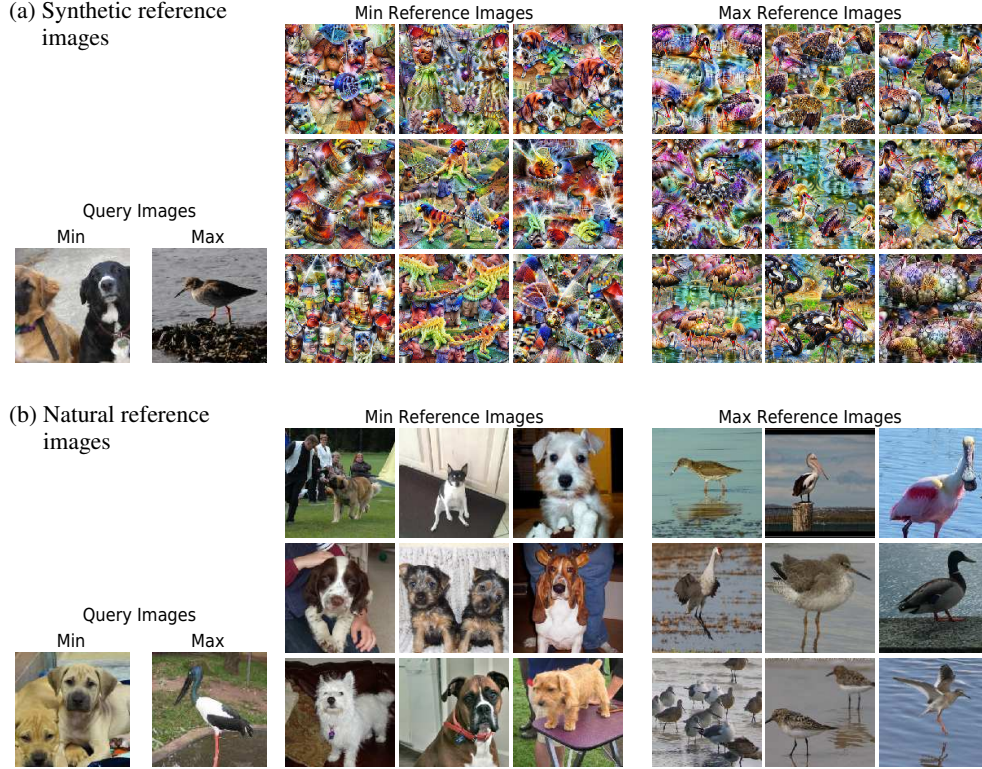 (a) Synthetic reference
images
Min Reference Images
Max Reference Images
Query Images
Min
Max
(b) Natural reference
images
Min Reference Images
Max Reference Images
Query Images
Min
Max